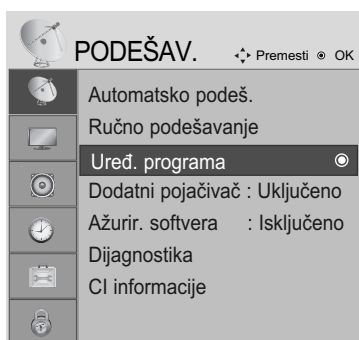 PODEŠAV.
Premesti OK
Automatsko podeš.
Ručno podešavanje
Uređ. programa
Dodatni pojačivač : Uključeno
Ažurir. softvera : Isključeno
Dijagnostika
CI informacije